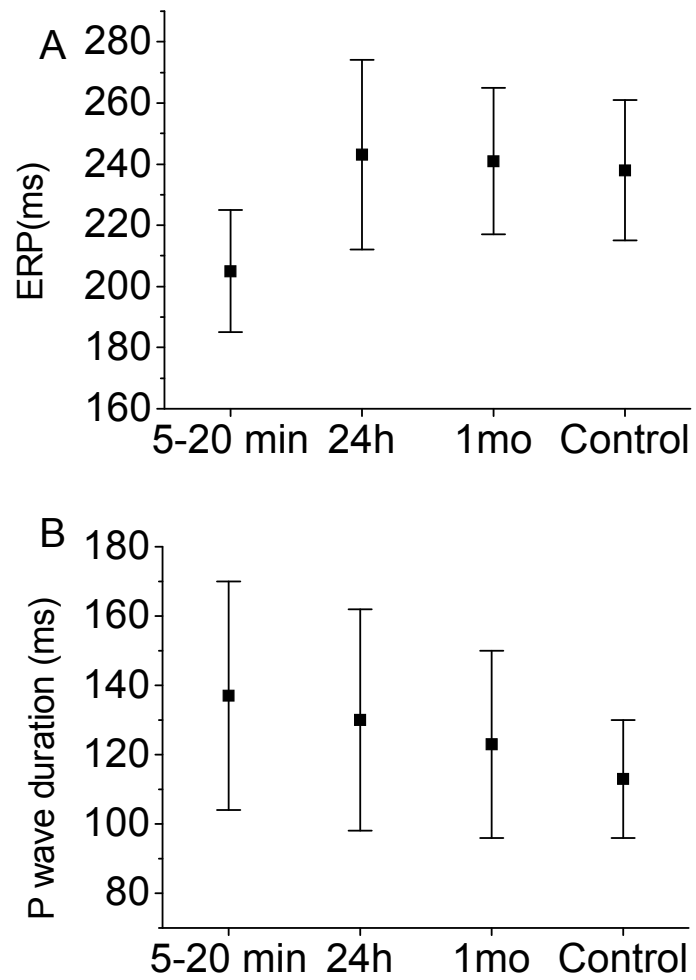 A
ERP(ms)
280
260
240
220
200
180
160
5-20 min 24h 1mo Control
B
P wave duration (ms)
180
160
140
120
100
80
5-20 min 24h 1mo Control